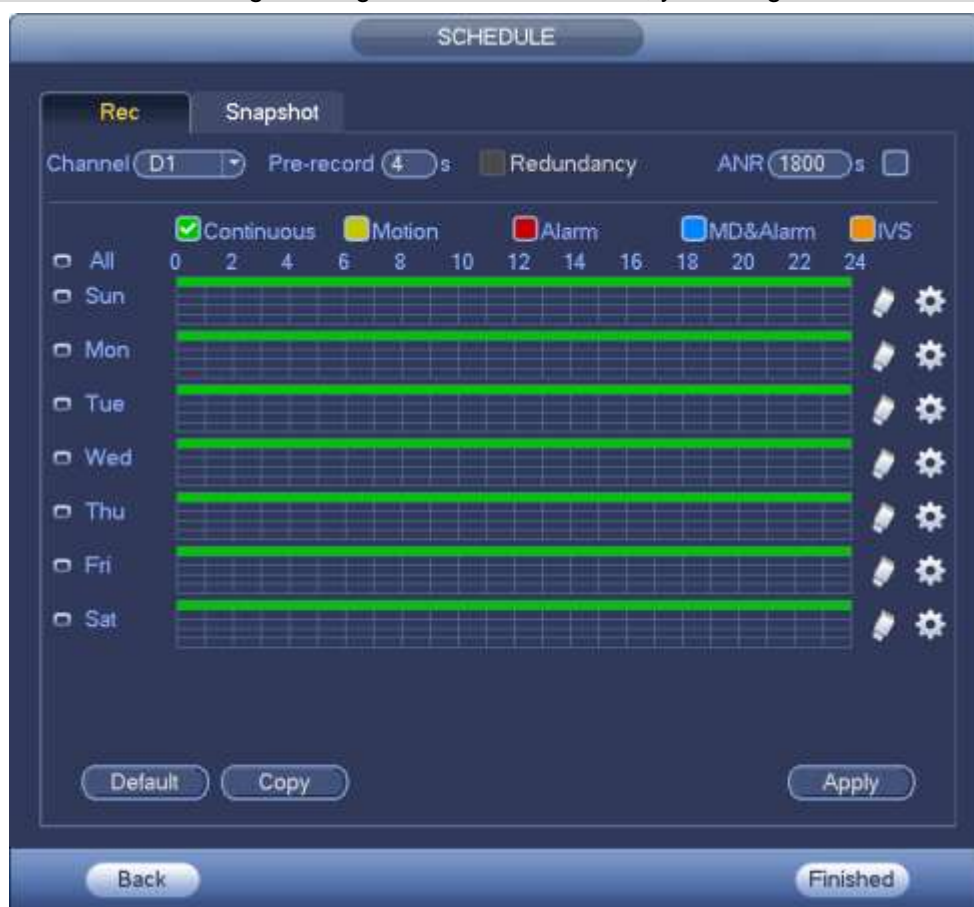 SCHEDULE
Rec Snapshot
Channel D1 Pre-record 4 s Redundancy ANR 1800 s
Continuous Motion Alarm MD&Alarm IVS
All 0 2 4 6 8 10 12 14 16 18 20 22 24
Sun
Mon
Tue
Wed
Thu
Fri
Sat
Default Copy Apply
Back Finished